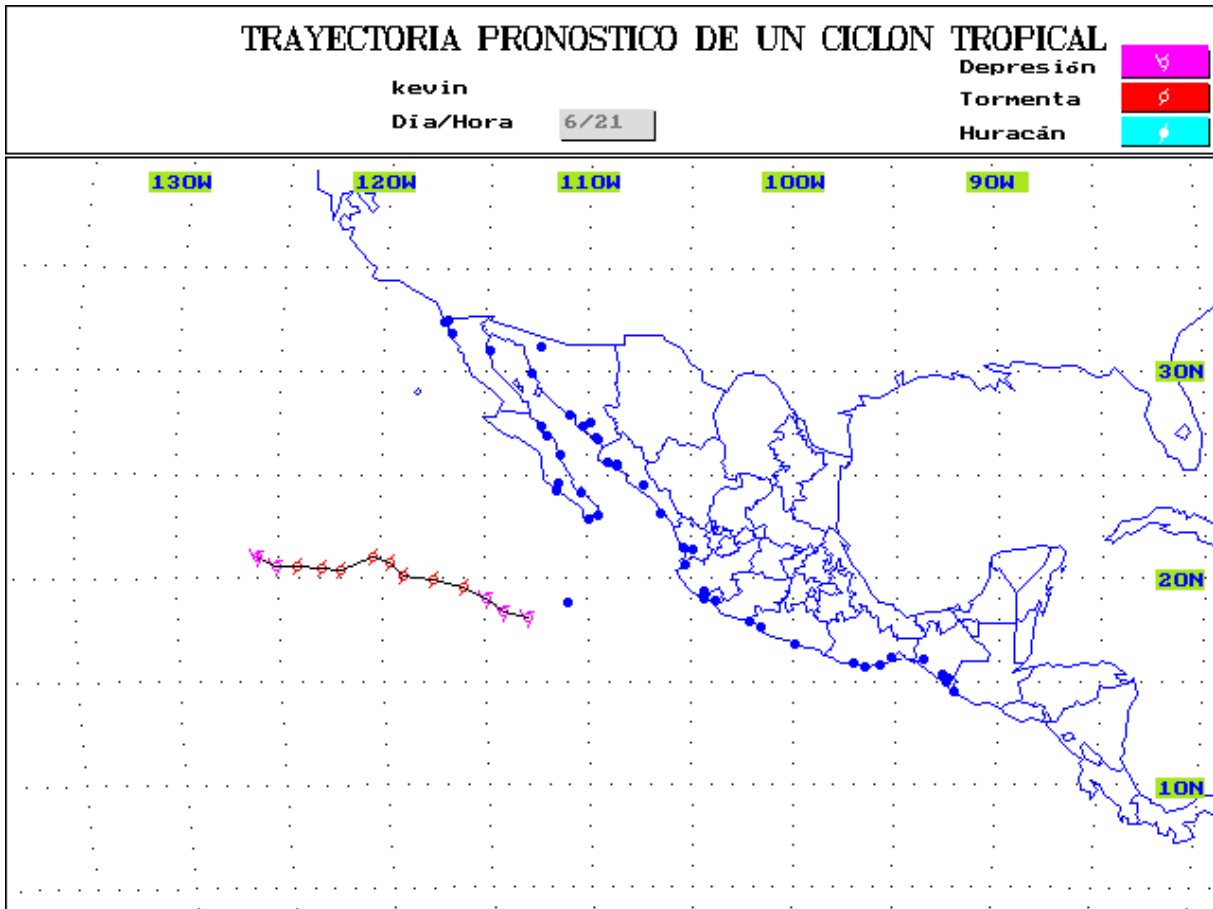 TRAYECTORIA PRONOSTICO DE UN CICLON TROPICAL
Depresión
kevin
Tormenta
Día/Hora 6/21
Huracán
130W 120W 110W 100W 90W
30N
20N
10N